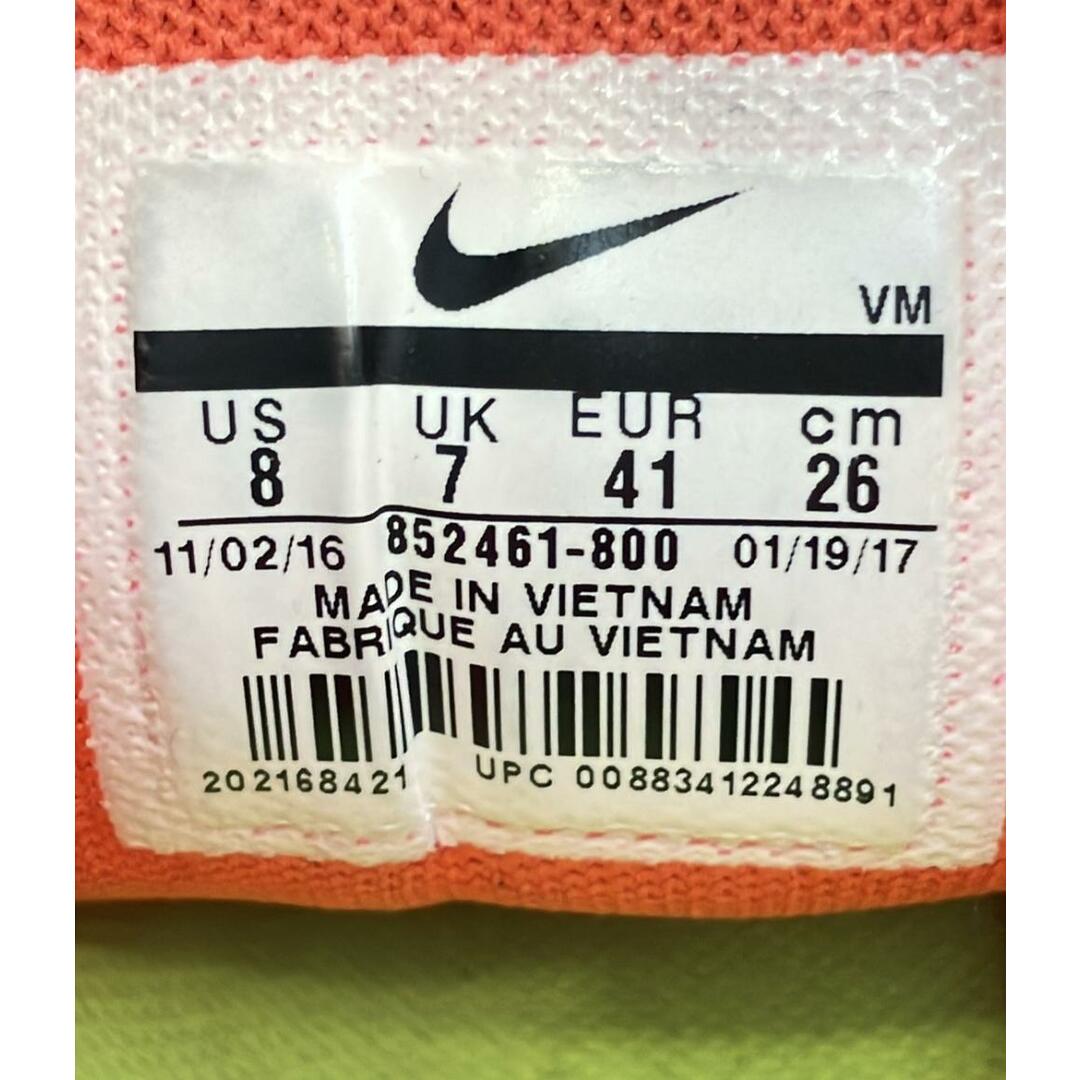 VM
US UK EUR cm
8 7 41 26
11/02/16 852461-800 01/19/17
MADE IN VIETNAM
FABRIQUE AU VIETNAM
202168421 UPC 00883412248891